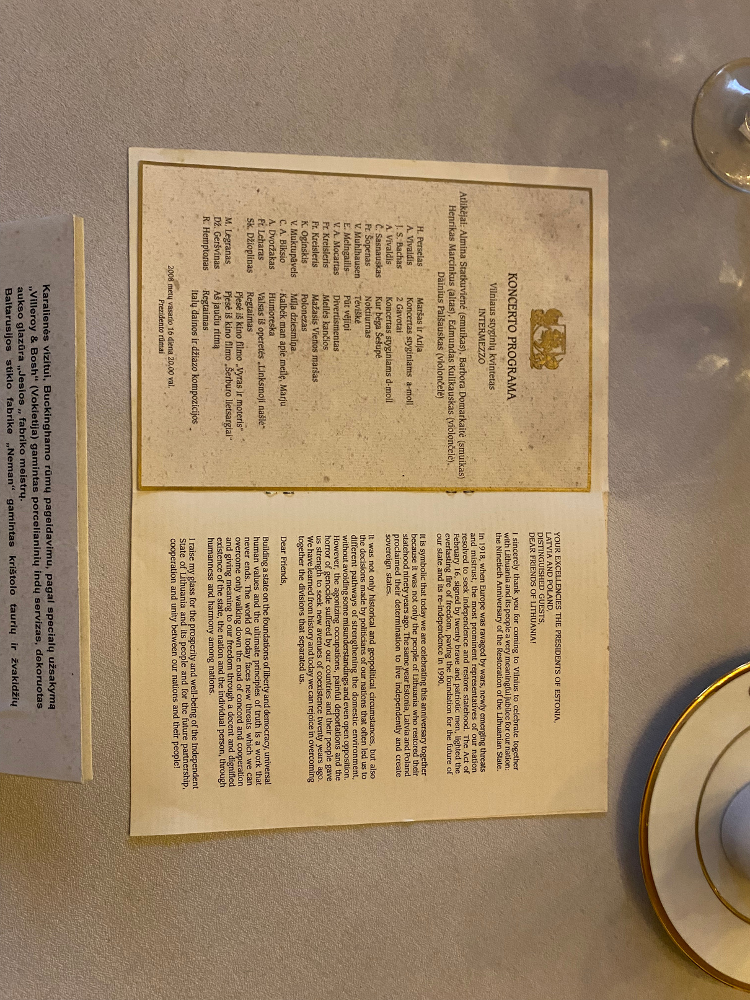 KONCERTO PROGRAMA
Vilniaus styginių kvintetas
INTERMEZZO
Atlikėjai: Almina Statkuvienė (smuikas), Barbora Domarkaitė (smuikas)
Henrikas Marcinkus (altas), Edmundas Kulikauskas (violončelė),
Dainius Palšauskas (violončelė)
H. Perselas Maršas ir Arija
A. Vivaldis Koncertas styginiams a-moll
J. S. Bachas 2 Gavotai
A. Vivaldis Koncertas styginiams d-moll
Č. Sasnauskas Kur bėga Šešupė
Fr. Šopenas Noktiurnas
V. Muhlhausen Tėviškė
E. Melngailis Pūt vėjiņi
V. A. Mocartas Divertismentas
Fr. Kreisleris Meilės kančios
Fr. Kreisleris Mažasis Vienos maršas
K. Oginskis Polonezas
V. Muktupāvels Mīļa dziesmiņa
C. A. Biksio Kalbėk man apie meilę, Marju
A. Dvoržakas Humoreska
Fr. Leharas Valsas iš operetės „Linksmoji našlė“
Sk. Džioplinas Regtaimas
Pjesė iš kino filmo „Vyras ir moteris“
M. Legranas Pjesė iš kino filmo „Šerburo lietsargiai“
Dž. Geršvinas Aš jaučiu ritmą
R. Hemptonas Regtaimas
Italų dainos ir džiazo kompozicijos
2008 metų vasario 16 diena 20.00 val.
Prezidento rūmai
YOUR EXCELLENCIES THE PRESIDENTS OF ESTONIA,
LATVIA AND POLAND,
DISTINGUISHED GUESTS,
DEAR FRIENDS OF LITHUANIA!
I sincerely thank you for coming to Vilnius to celebrate together
with Lithuania and its people a very meaningful jubilee for our nation:
the Ninetieth Anniversary of the Restoration of the Lithuanian State.
In 1918, when Europe was ravaged by wars, newly emerging threats
and mistrust, the most prominent representatives of our nation
resolved to seek independence and restore statehood. The Act of
February 16, signed by twenty brave and patriotic men, lighted the
everlasting fire of freedom, paving the foundation for the future of
our state and its re-independence in 1990.
It is symbolic that today we are celebrating this anniversary together
because it was not only the people of Lithuania who restored their
statehood ninety years ago. The same year Estonia, Latvia and Poland
proclaimed their determination to live independently and create
sovereign states.
It was not only historical and geopolitical circumstances, but also
the decisions made by politicians of our nations that often led us to
different pathways of strengthening the domestic environment,
without avoiding some misunderstandings and even open opposition.
However, the agonizing occupations, painful deportations and the
horror of genocide suffered by our countries and their people gave
us strength to seek new avenues of coexistence twenty years ago.
We have learned from history and today we can rejoice in overcoming
together the divisions that separated us.
Dear Friends,
Building a state on the foundations of liberty and democracy, universal
human values and the ultimate principles of truth is a work that
never ends. The world of today faces new threats which we can
overcome only walking down the road of concord and cooperation
and giving meaning to our freedom through a decent and dignified
existence of the state, the nation and the individual person, through
humanness and harmony among nations.
I raise my glass for the prosperity and well-being of the independent
State of Lithuania and its people and for the future partnership,
cooperation and unity between our nations and their people!
Karalienės vizitui, Buckinghamo rūmų pageidavimu, pagal specialų užsakymą
„Villeroy & Bosh“ (Vokietija) gamintas porcelianinių indų servizas, dekoruotas
aukso glazūra „Jesios „ fabriko meistrų.
Baltarusijos stiklo fabrike „Neman“ gamintas krištolo taurių ir žvakidžių